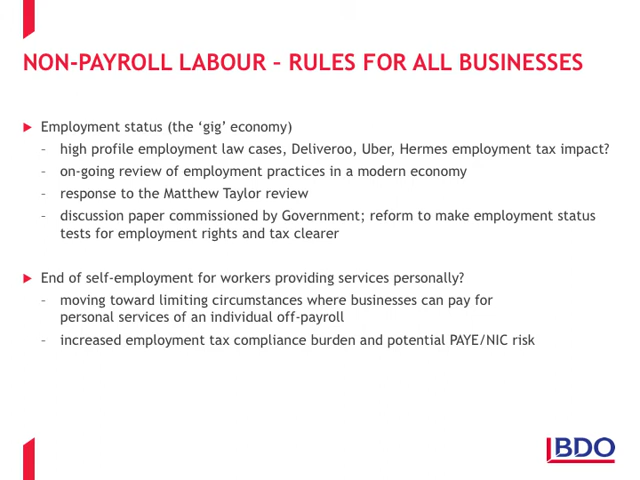 NON-PAYROLL LABOUR – RULES FOR ALL BUSINESSES
▶ Employment status (the ‘gig’ economy)
– high profile employment law cases, Deliveroo, Uber, Hermes employment tax impact?
– on-going review of employment practices in a modern economy
– response to the Matthew Taylor review
– discussion paper commissioned by Government; reform to make employment status
tests for employment rights and tax clearer
▶ End of self-employment for workers providing services personally?
– moving toward limiting circumstances where businesses can pay for
personal services of an individual off-payroll
– increased employment tax compliance burden and potential PAYE/NIC risk
BDO